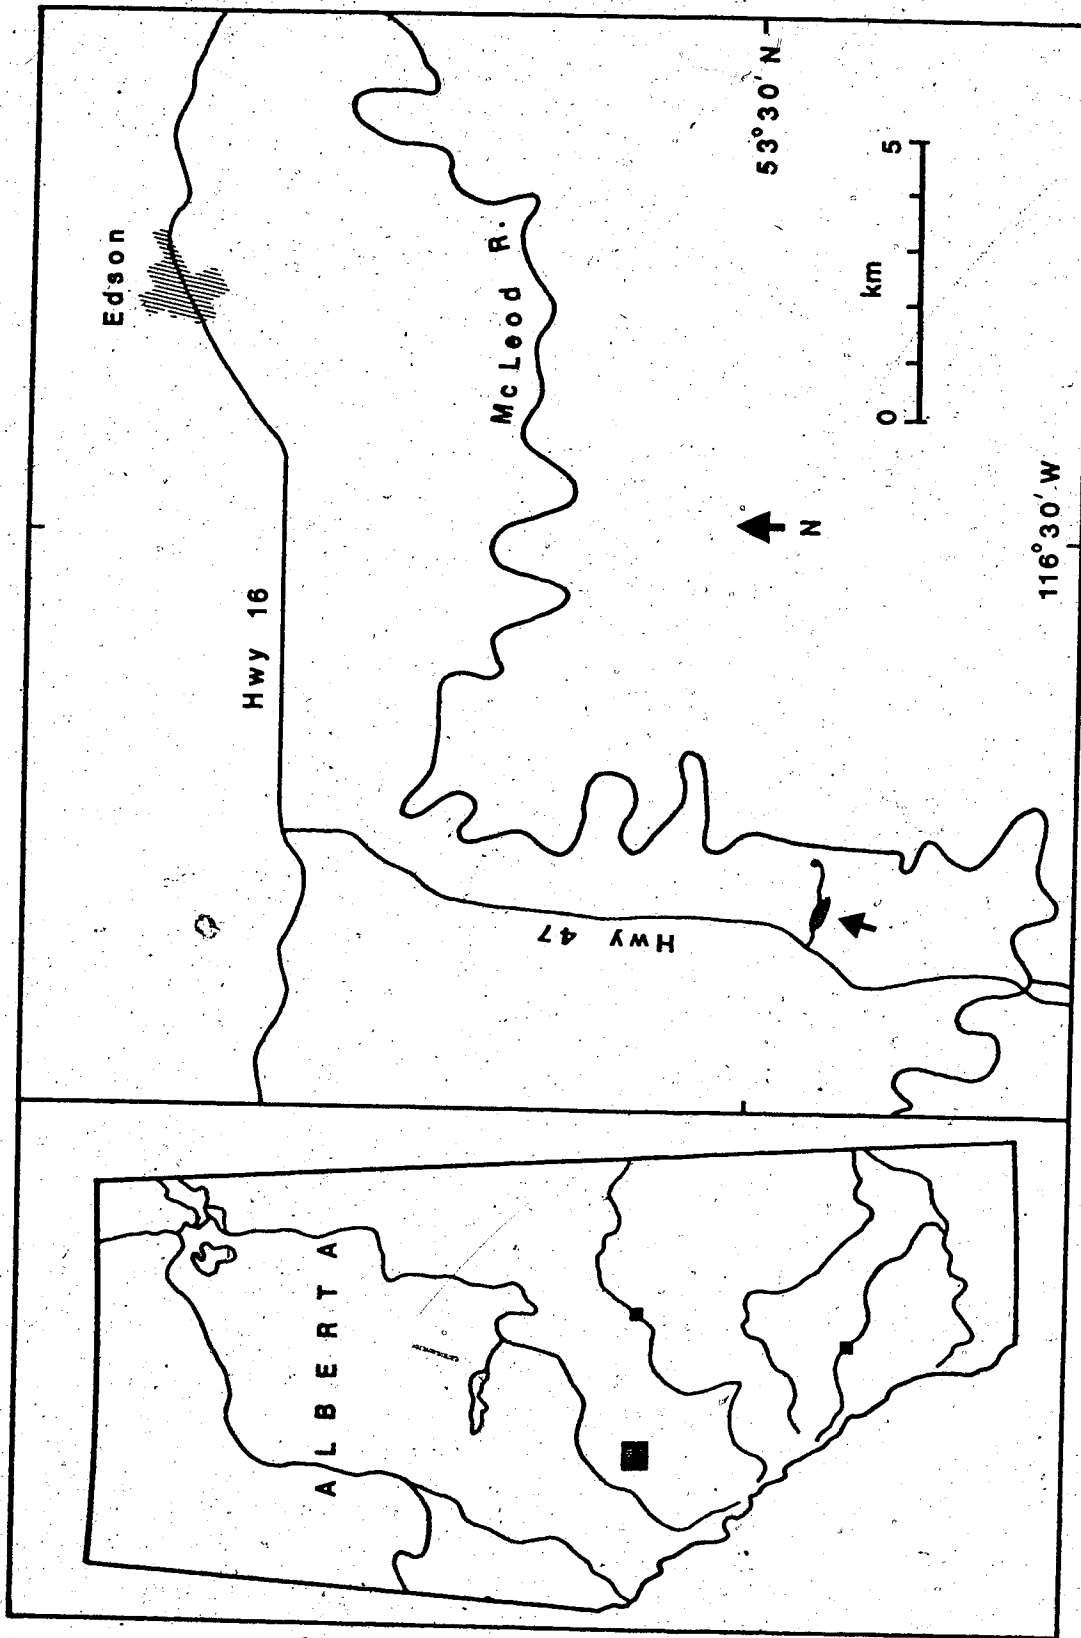 Edson
Hwy 16
McLeod R.
Hwy 47
53°30' N
0 5
km
N
116°30' W
ALBERTA